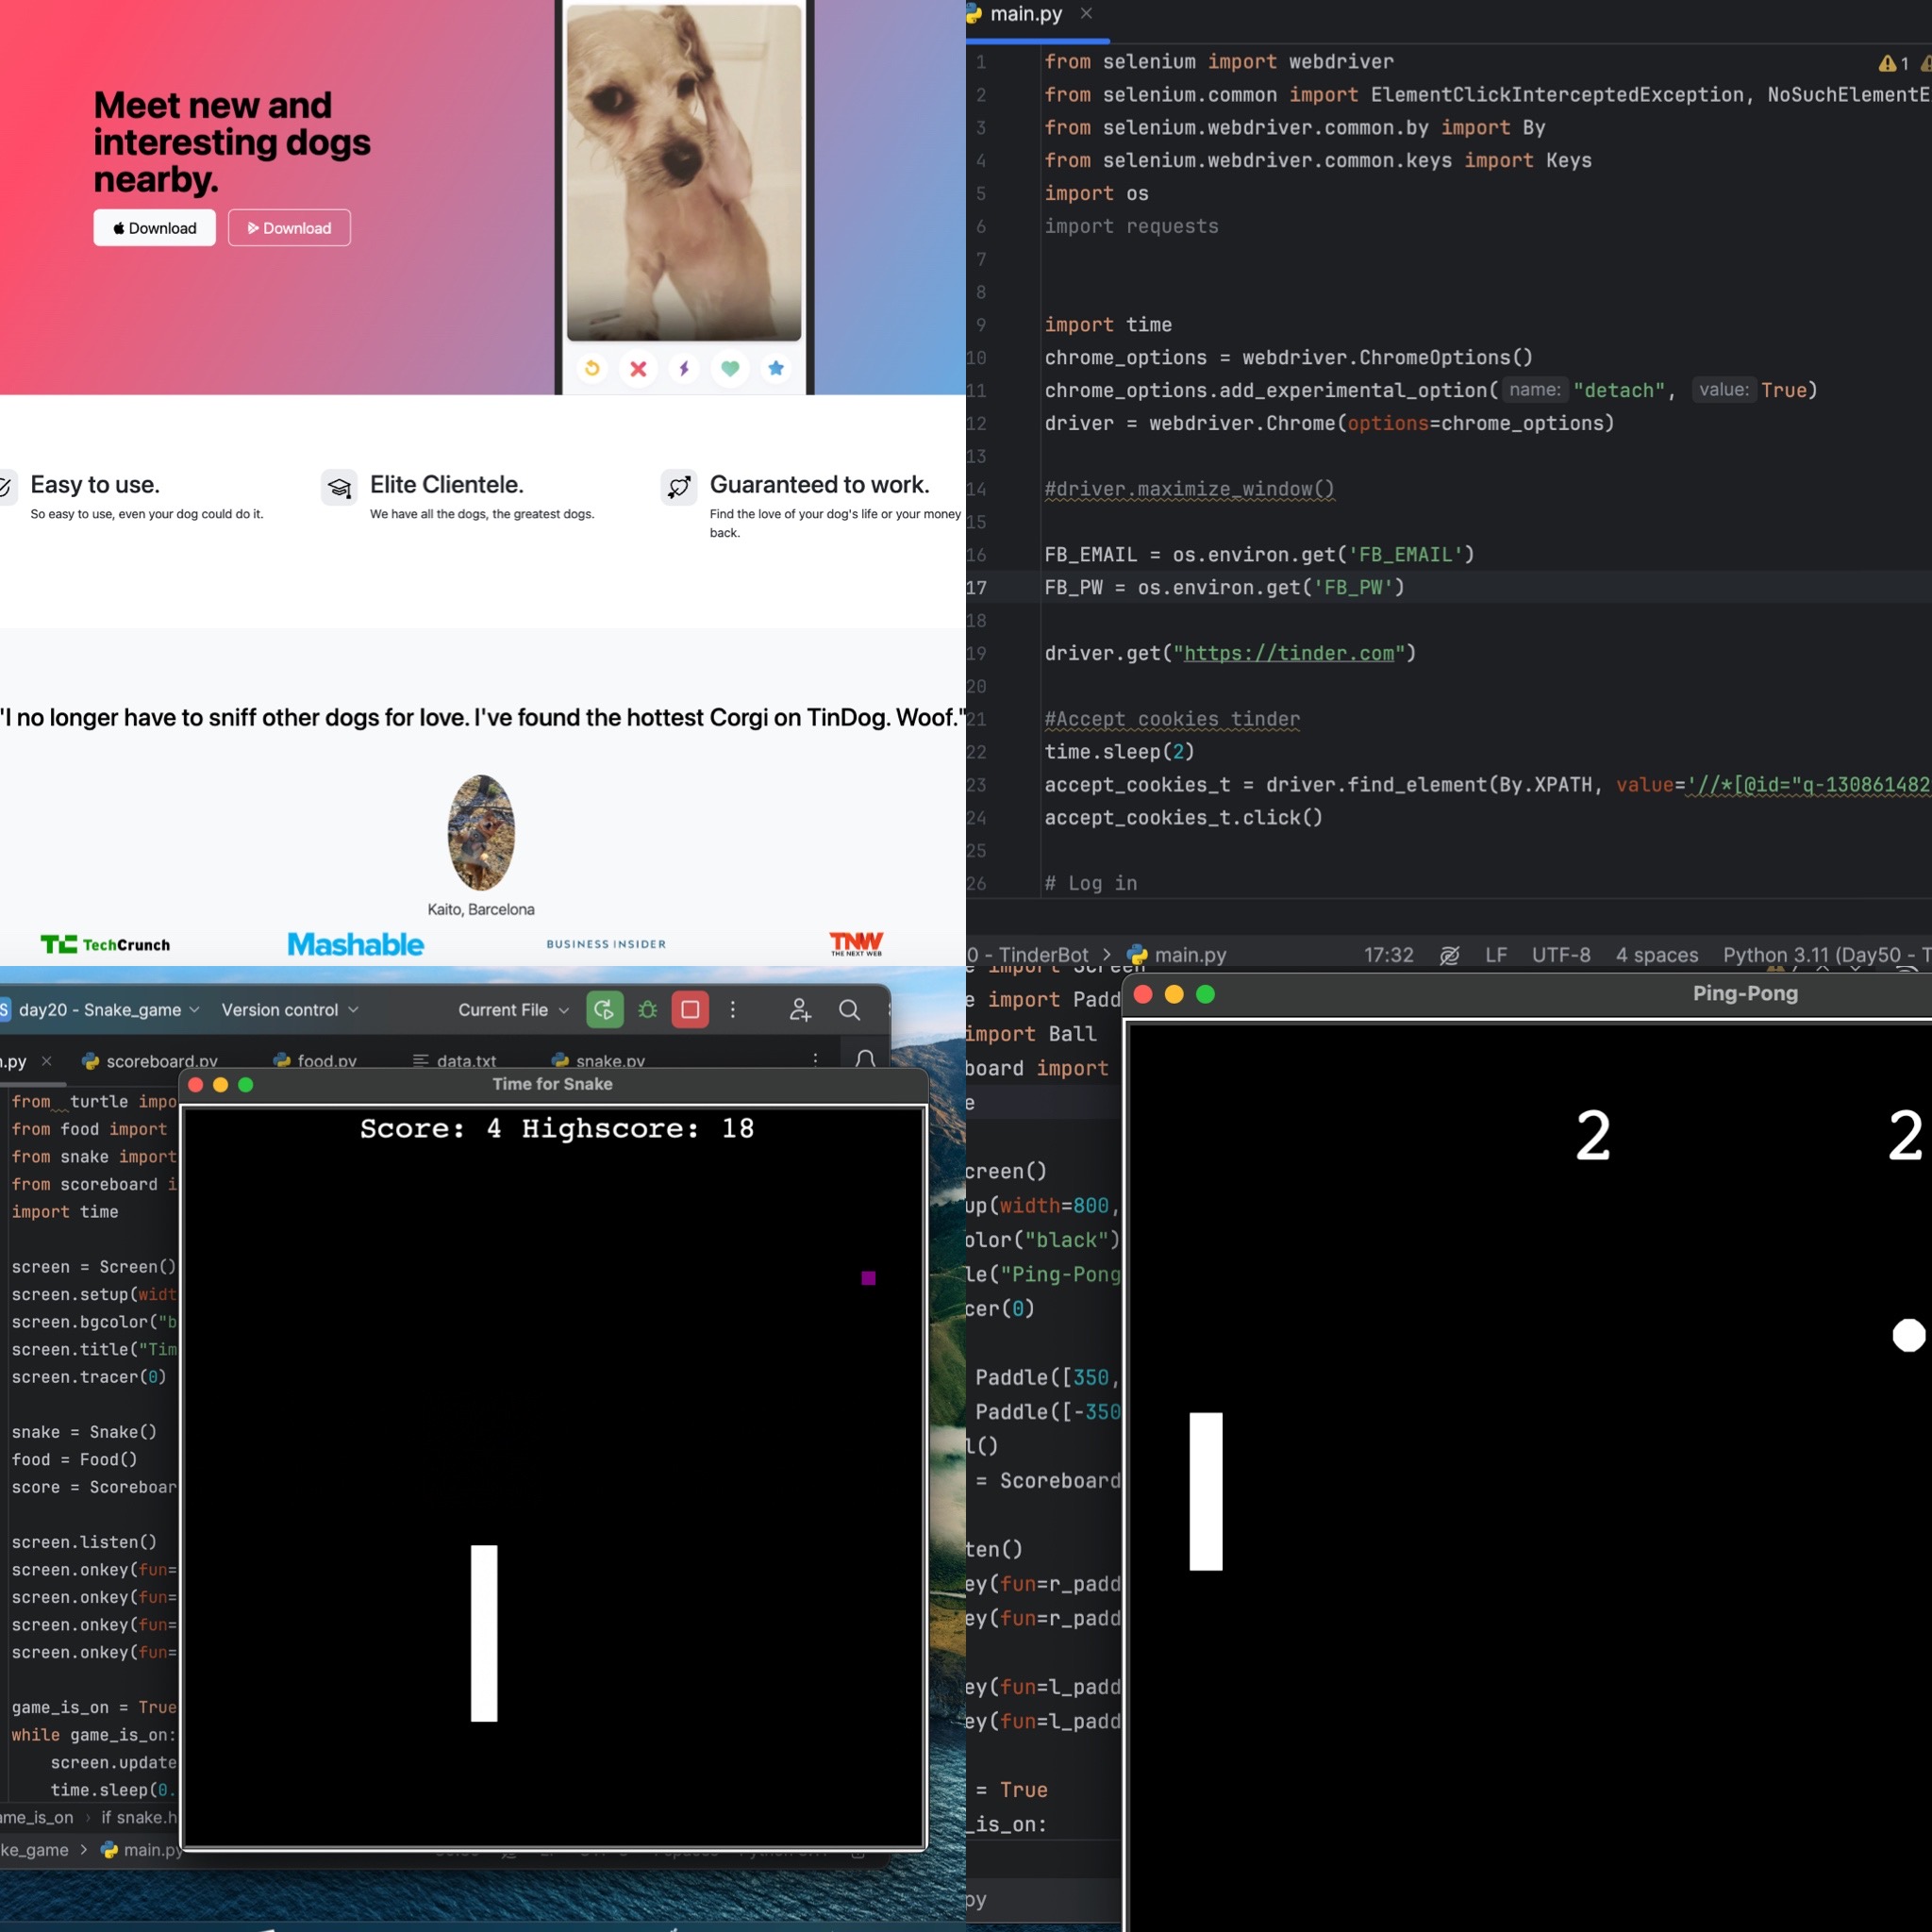 Meet new and
interesting dogs
nearby.
Download
Download
Easy to use.
So easy to use, even your dog could do it.
Elite Clientele.
We have all the dogs, the greatest dogs.
Guaranteed to work.
Find the love of your dog's life or your money
back.
"I no longer have to sniff other dogs for love. I've found the hottest Corgi on TinDog. Woof."
Kaito, Barcelona
TC TechCrunch
Mashable
BUSINESS INSIDER
TNW
THE NEXT WEB
main.py
1 from selenium import webdriver
1
2 from selenium.common import ElementClickInterceptedException, NoSuchElementE
3 from selenium.webdriver.common.by import By
4 from selenium.webdriver.common.keys import Keys
5 import os
6 import requests
7
8
9 import time
10 chrome_options = webdriver.ChromeOptions()
11 chrome_options.add_experimental_option( name: "detach", value: True)
12 driver = webdriver.Chrome(options=chrome_options)
13
14 #driver.maximize_window()
15
16 FB_EMAIL = os.environ.get('FB_EMAIL')
17 FB_PW = os.environ.get('FB_PW')
18
19 driver.get("https://tinder.com")
20
21 #Accept cookies tinder
22 time.sleep(2)
23 accept_cookies_t = driver.find_element(By.XPATH, value='//*[@id="q-130861482
24 accept_cookies_t.click()
25
26 # Log in
0 - TinderBot > main.py 17:32 LF UTF-8 4 spaces Python 3.11 (Day50 - T
S day20 - Snake_game Version control Current File
n.py scoreboard.py food.py data.txt snake.py
from turtle impo
from food import
from snake import
from scoreboard i
import time
screen = Screen()
screen.setup(widt
screen.bgcolor("b
screen.title("Tim
screen.tracer(0)
snake = Snake()
food = Food()
score = Scoreboar
screen.listen()
screen.onkey(fun=
screen.onkey(fun=
screen.onkey(fun=
screen.onkey(fun=
game_is_on = True
while game_is_on:
screen.update
time.sleep(0.
ame_is_on > if snake.h
ke_game > main.py
Time for Snake
Score: 4 Highscore: 18
e import Screen
e import Padd
import Ball
board import
e
creen()
up(width=800,
olor("black")
le("Ping-Pong
cer(0)
Paddle([350,
Paddle([-350
l()
= Scoreboard
ten()
ey(fun=r_padd
ey(fun=r_padd
ey(fun=l_padd
ey(fun=l_padd
= True
_is_on:
py
Ping-Pong
2 2